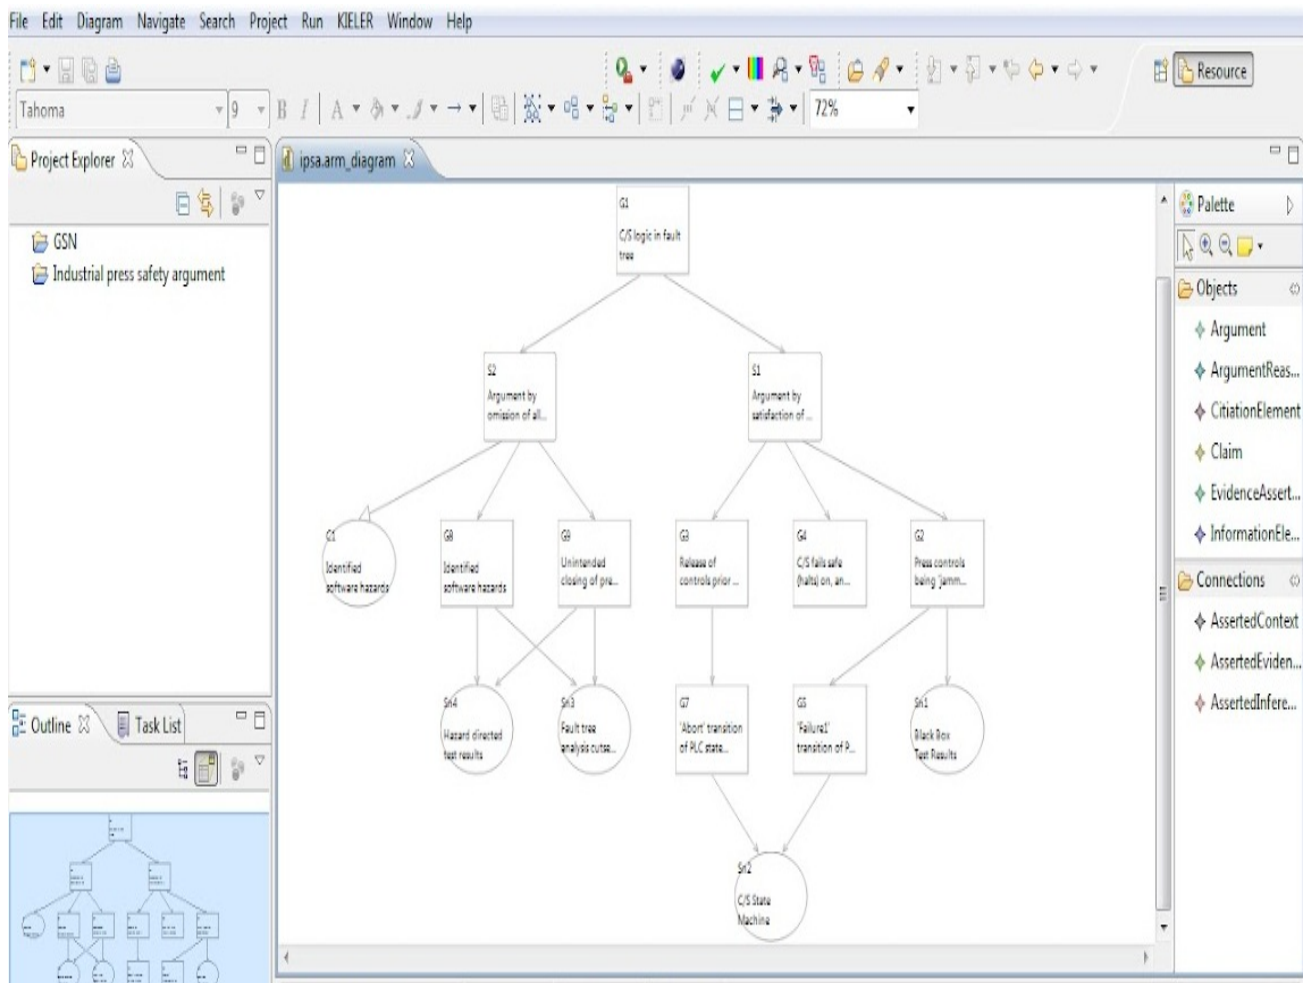 File Edit Diagram Navigate Search Project Run KIELER Window Help
Resource
Tahoma 9 B I A 72%
Project Explorer
ipsa.arm_diagram
Palette
GSN
Industrial press safety argument
G1
C/S logic in fault
tree
S2
Argument by
omission of all...
S1
Argument by
satisfaction of ...
C1
Identified
software hazards
G8
Identified
software hazards
G9
Unintended
closing of pre...
G3
Release of
controls prior ...
G4
C/S fails safe
(halts) on, an...
G2
Press controls
being 'jamm...
Sn4
Hazard directed
test results
Sn3
Fault tree
analysis cutse...
G7
'Abort' transition
of PLC state...
G5
'Failure1'
transition of P...
Sn1
Black Box
Test Results
Sn2
C/S State
Machine
Objects
Argument
ArgumentReas...
CitiationElement
Claim
EvidenceAssert...
InformationEle...
Connections
AssertedContext
AssertedEviden...
AssertedInfere...
Outline
Task List